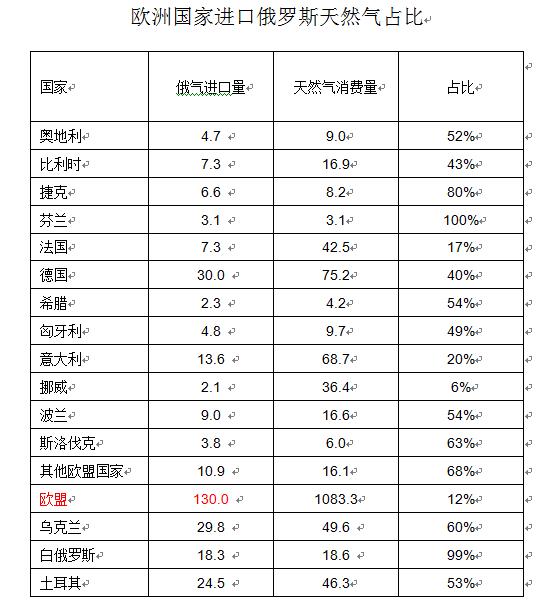 欧洲国家进口俄罗斯天然气占比
国家 俄气进口量 天然气消费量 占比
奥地利 4.7 9.0 52%
比利时 7.3 16.9 43%
捷克 6.6 8.2 80%
芬兰 3.1 3.1 100%
法国 7.3 42.5 17%
德国 30.0 75.2 40%
希腊 2.3 4.2 54%
匈牙利 4.8 9.7 49%
意大利 13.6 68.7 20%
挪威 2.1 36.4 6%
波兰 9.0 16.6 54%
斯洛伐克 3.8 6.0 63%
其他欧盟国家 10.9 16.1 68%
欧盟 130.0 1083.3 12%
乌克兰 29.8 49.6 60%
白俄罗斯 18.3 18.6 99%
土耳其 24.5 46.3 53%